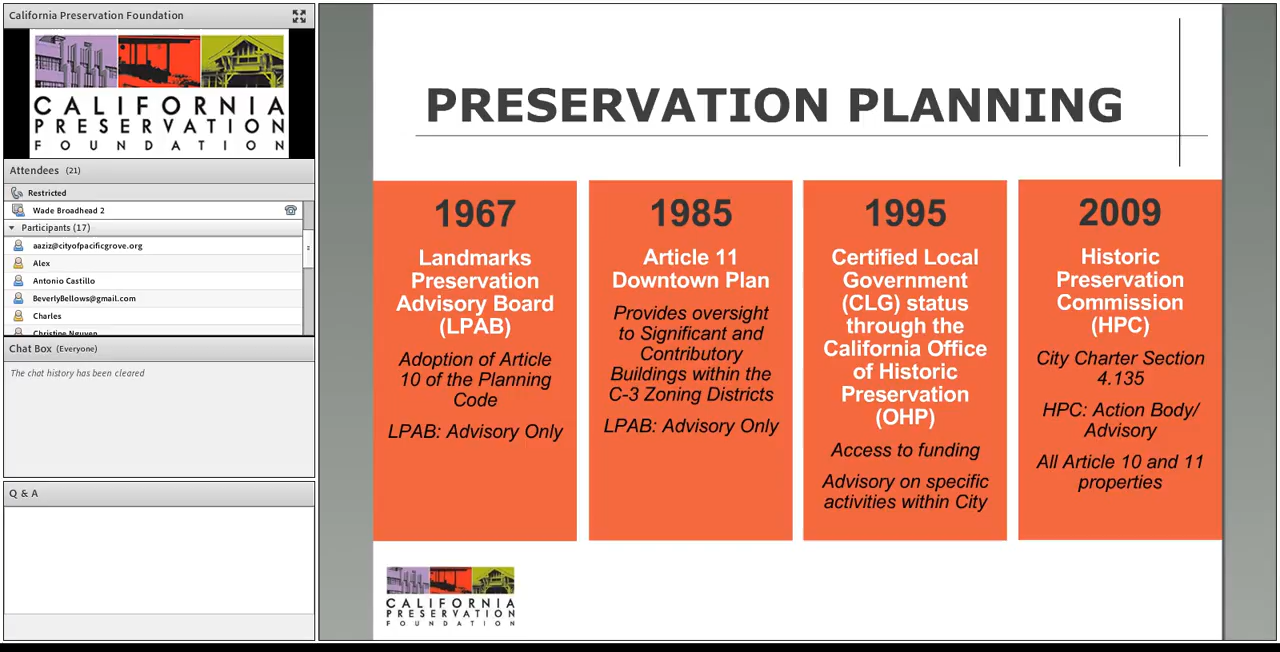 California Preservation Foundation
CALIFORNIA
PRESERVATION
FOUNDATION
Attendees (21)
Restricted
Wade Broadhead 2
Participants (17)
aaziz@cityofpacificgrove.org
Alex
Antonio Castillo
BeverlyBellows@gmail.com
Charles
Christine Nguyen
Chat Box (Everyone)
The chat history has been cleared
Q & A
PRESERVATION PLANNING
1967
Landmarks
Preservation
Advisory Board
(LPAB)
Adoption of Article
10 of the Planning
Code
LPAB: Advisory Only
1985
Article 11
Downtown Plan
Provides oversight
to Significant and
Contributory
Buildings within the
C-3 Zoning Districts
LPAB: Advisory Only
1995
Certified Local
Government
(CLG) status
through the
California Office
of Historic
Preservation
(OHP)
Access to funding
Advisory on specific
activities within City
2009
Historic
Preservation
Commission
(HPC)
City Charter Section
4.135
HPC: Action Body/
Advisory
All Article 10 and 11
properties
CALIFORNIA
PRESERVATION
FOUNDATION